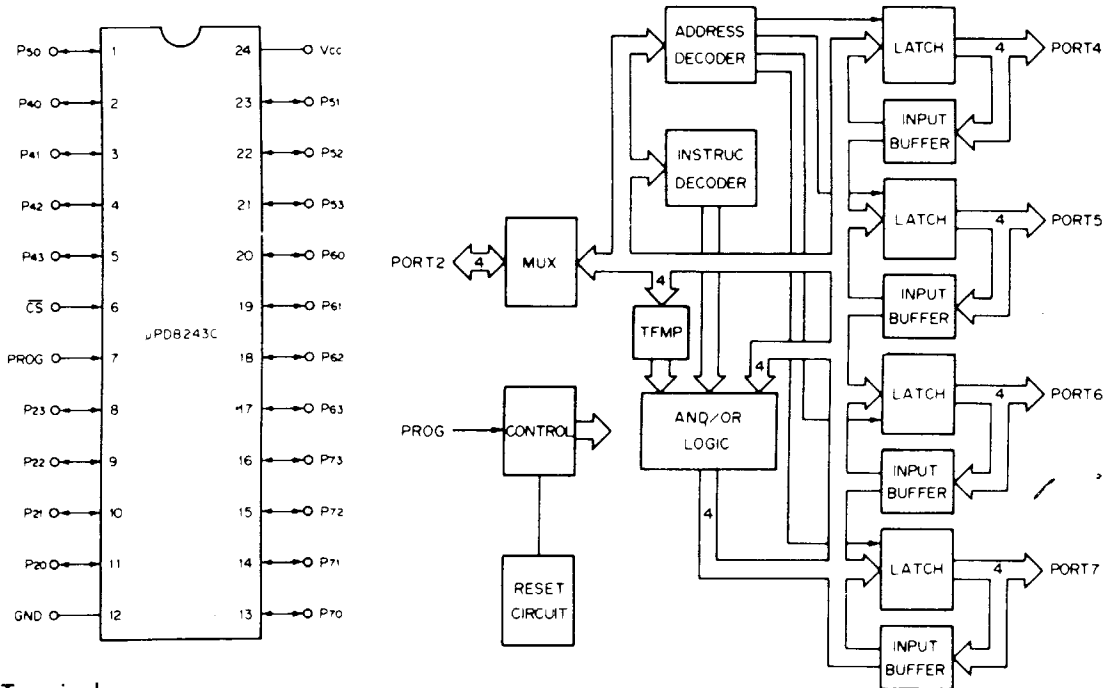 P50 1 24 Vcc
P40 2 23 P51
P41 3 22 P52
P42 4 21 P53
P43 5 20 P60
CS 6 19 P61
μPD8243C
PROG 7 18 P62
P23 8 17 P63
P22 9 16 P73
P21 10 15 P72
P20 11 14 P71
GND 12 13 P70
ADDRESS
DECODER
INSTRUC
DECODER
PORT2 4 MUX
4
TEMP
4
PROG CONTROL
AND/OR
LOGIC
4
RESET
CIRCUIT
LATCH 4 PORT4
INPUT
BUFFER
LATCH 4 PORT5
INPUT
BUFFER
LATCH 4 PORT6
INPUT
BUFFER
LATCH 4 PORT7
INPUT
BUFFER